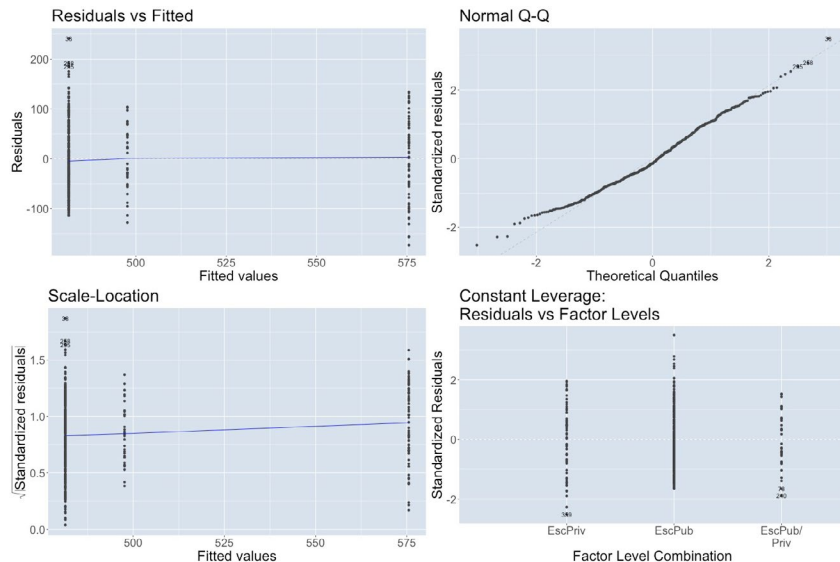 Residuals vs Fitted
200
100
0
-100
Residuals
500
525
550
575
Fitted values
Normal Q-Q
2
0
-2
Standardized residuals
-2
0
2
Theoretical Quantiles
Scale-Location
1.5
1.0
0.5
0.0
√|Standardized residuals|
500
525
550
575
Fitted values
Constant Leverage:
Residuals vs Factor Levels
2
0
-2
Standardized Residuals
EscPriv
EscPub
EscPub/
Priv
Factor Level Combination